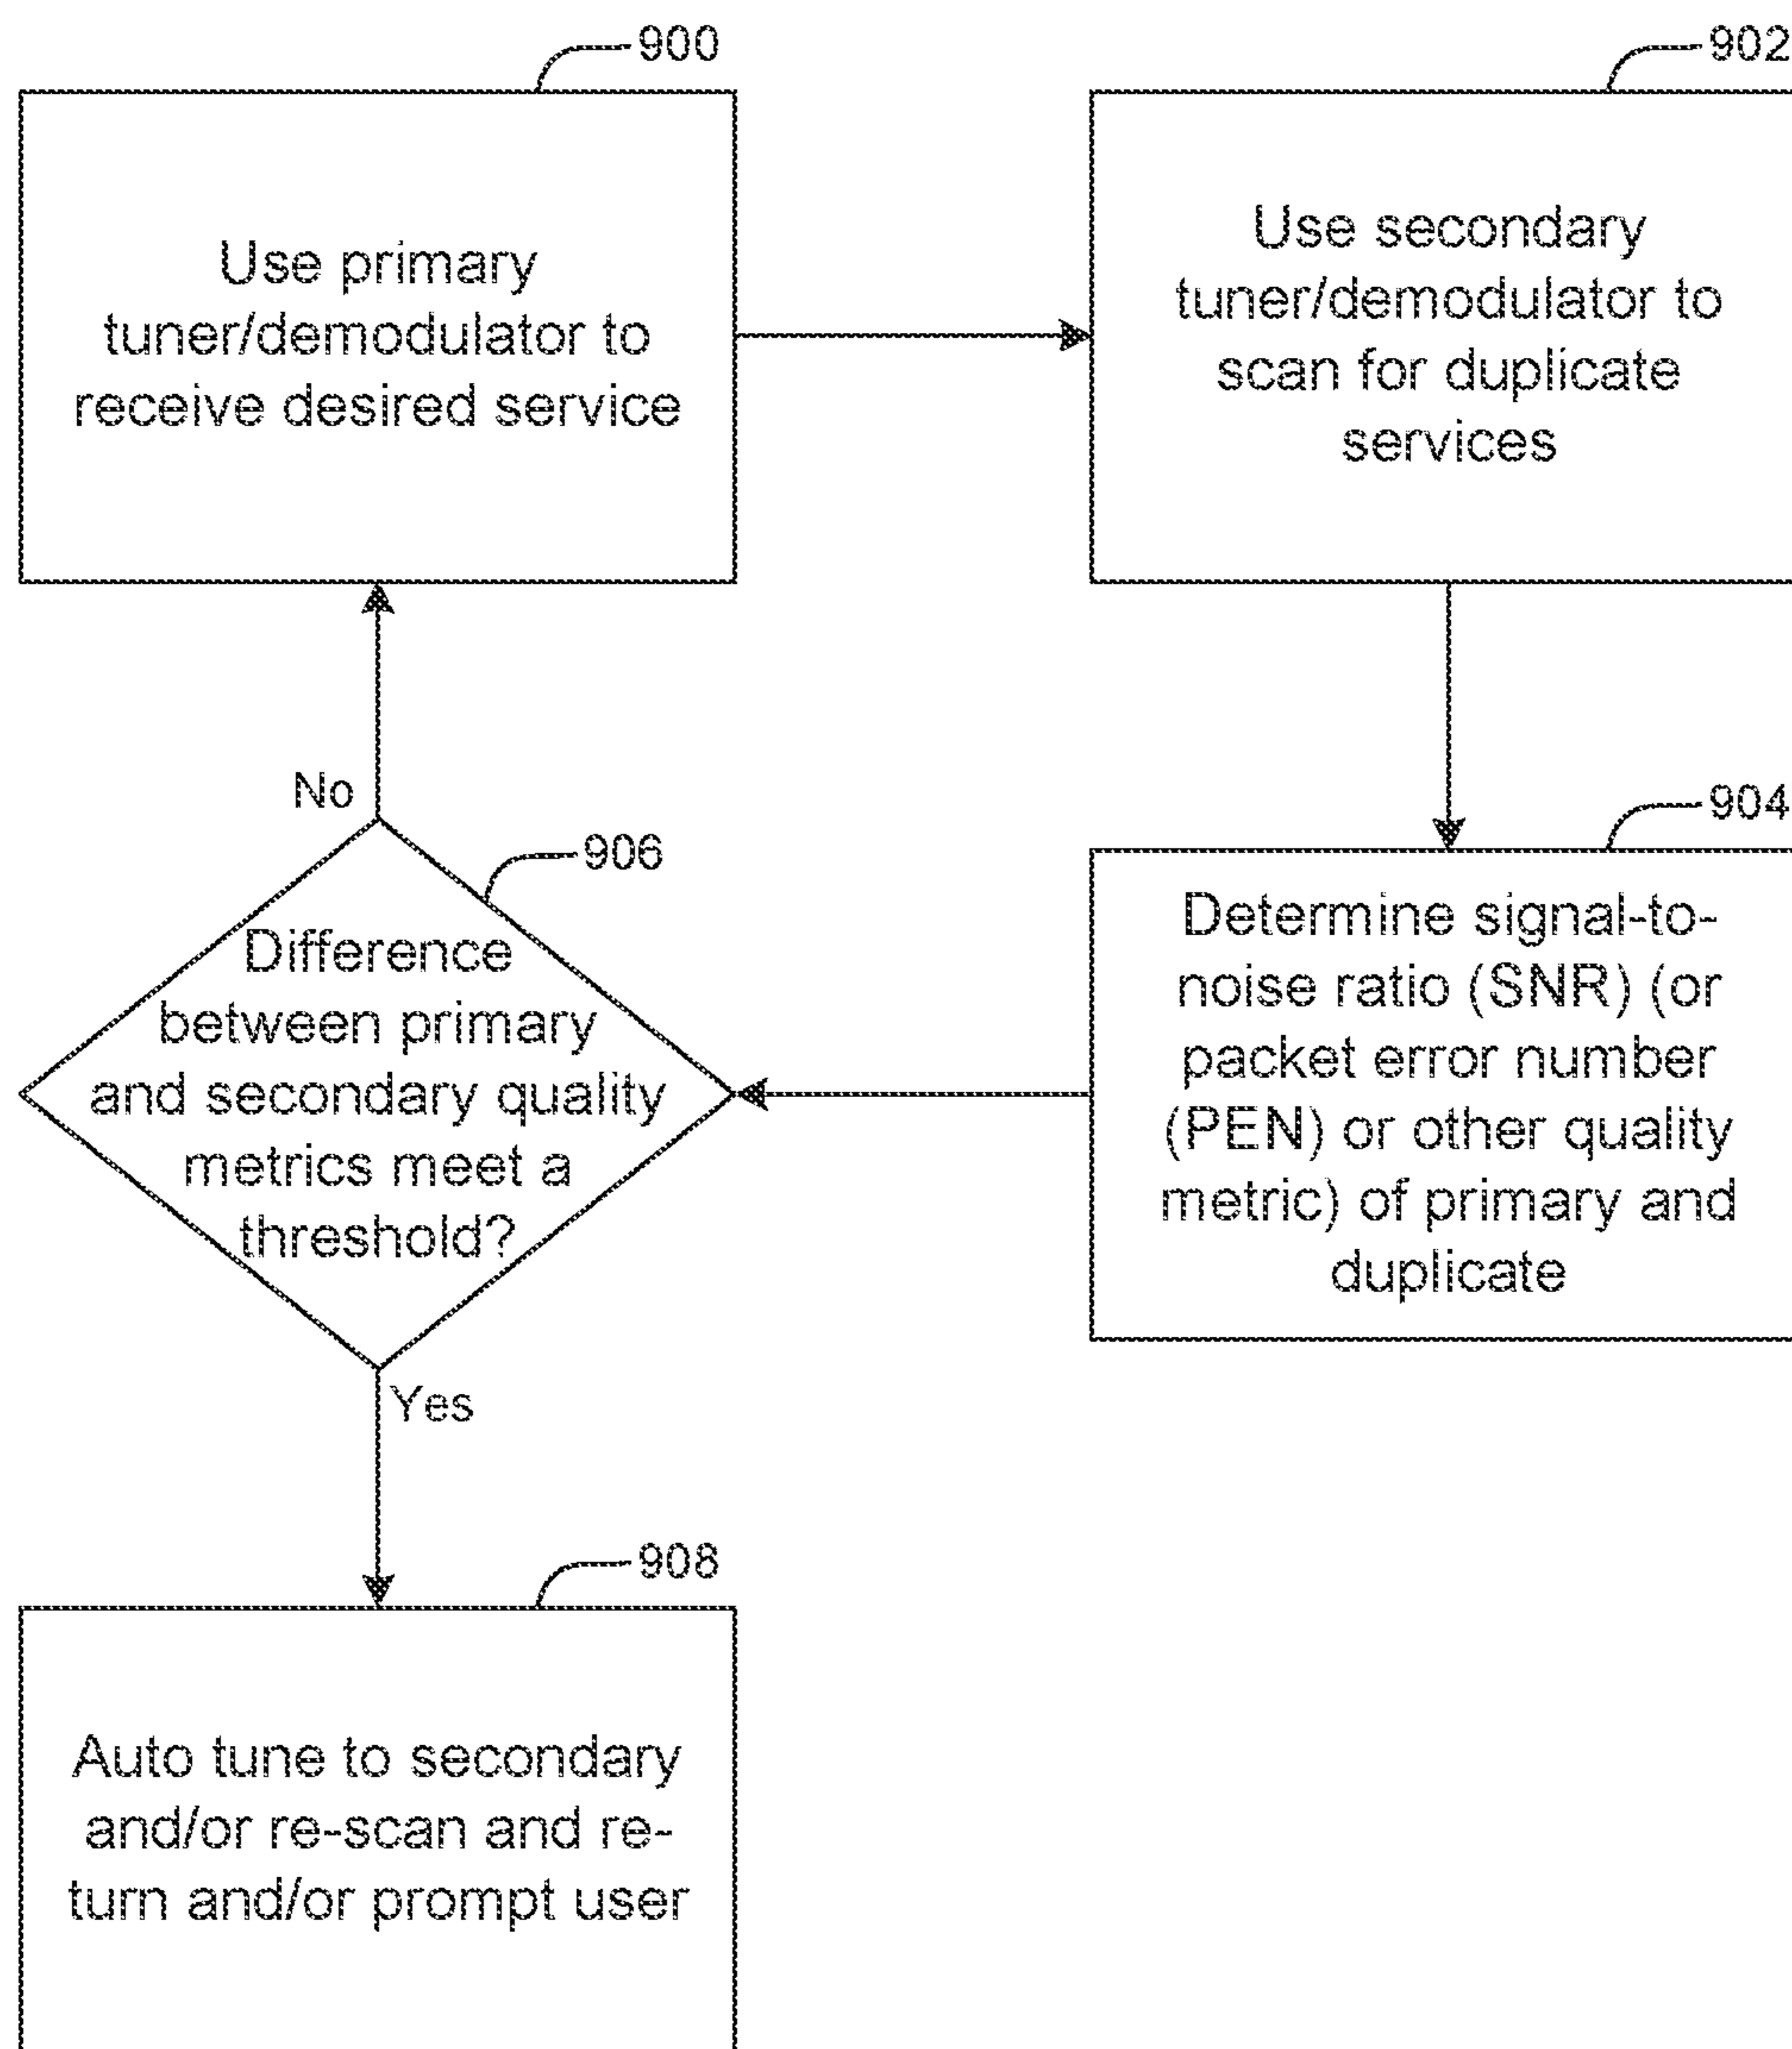 900
Use primary
tuner/demodulator to
receive desired service
902
Use secondary
tuner/demodulator to
scan for duplicate
services
904
Determine signal-to-
noise ratio (SNR) (or
packet error number
(PEN) or other quality
metric) of primary and
duplicate
No
906
Difference
between primary
and secondary quality
metrics meet a
threshold?
Yes
908
Auto tune to secondary
and/or re-scan and re-
turn and/or prompt user